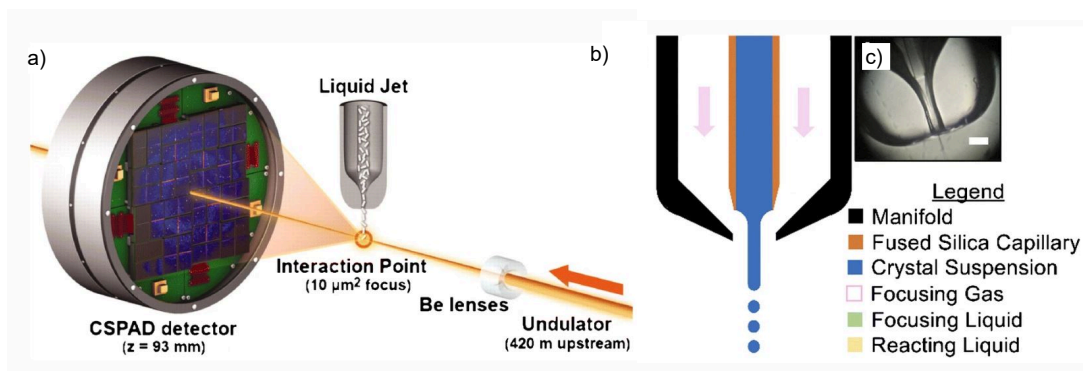 a)
Liquid Jet
Interaction Point
(10 µm² focus)
Be lenses
Undulator
(420 m upstream)
CSPAD detector
(z = 93 mm)
b)
c)
Legend
Manifold
Fused Silica Capillary
Crystal Suspension
Focusing Gas
Focusing Liquid
Reacting Liquid